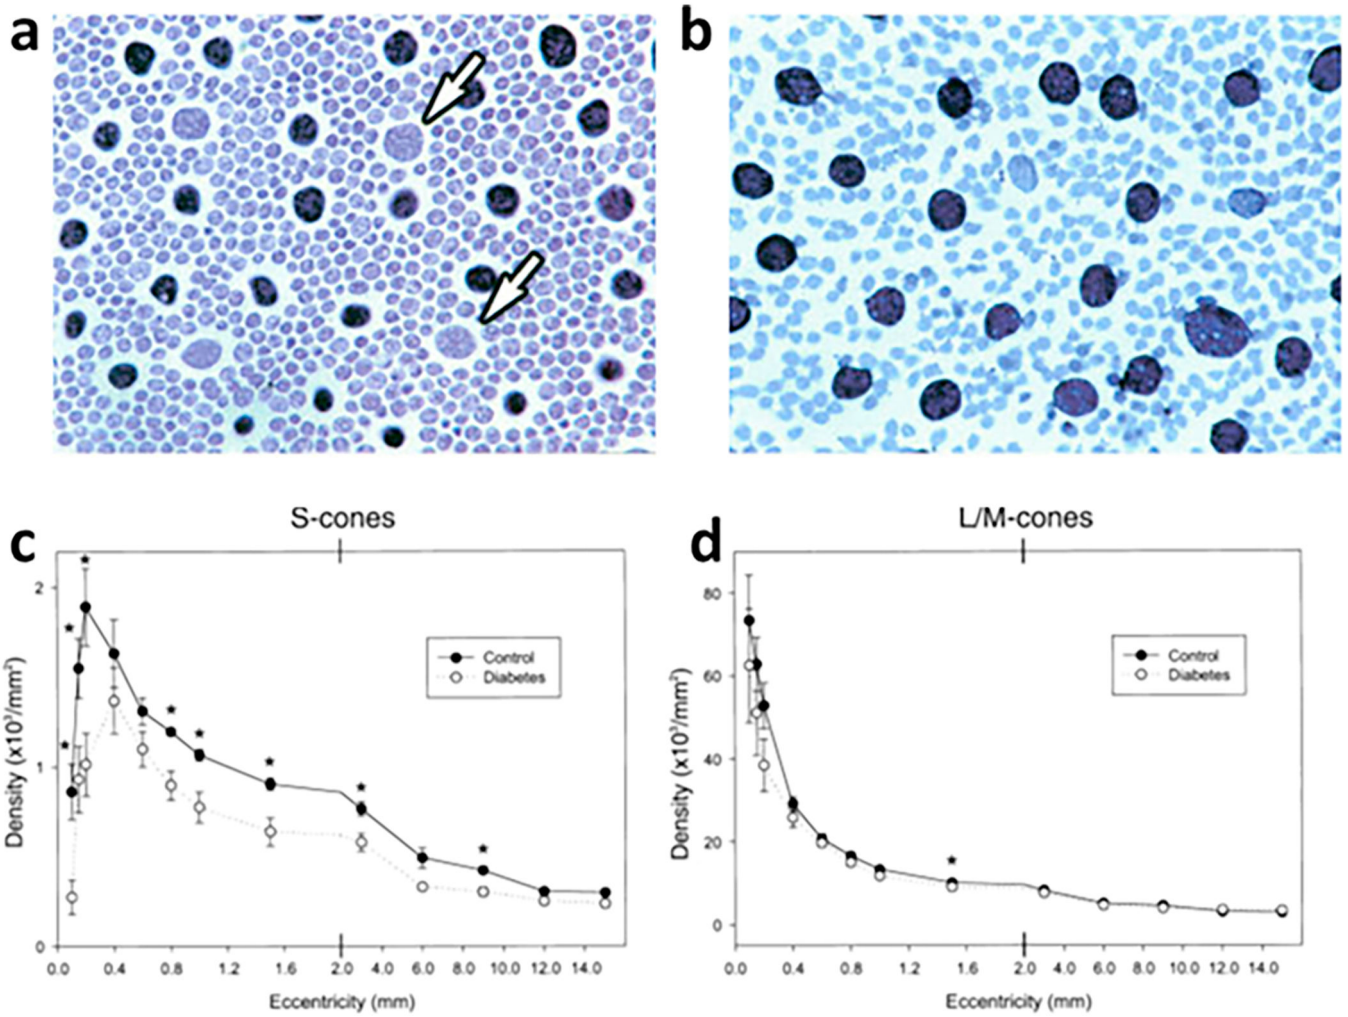 a
b
c
S-cones
Density (x10³/mm²)
2
1
0
★ Control
Diabetes
0.0 0.4 0.8 1.2 1.6 2.0 4.0 6.0 8.0 10.0 12.0 14.0
Eccentricity (mm)
d
L/M-cones
Density (x10³/mm²)
80
60
40
20
0
Control
Diabetes
0.0 0.4 0.8 1.2 1.6 2.0 4.0 6.0 8.0 10.0 12.0 14.0
Eccentricity (mm)